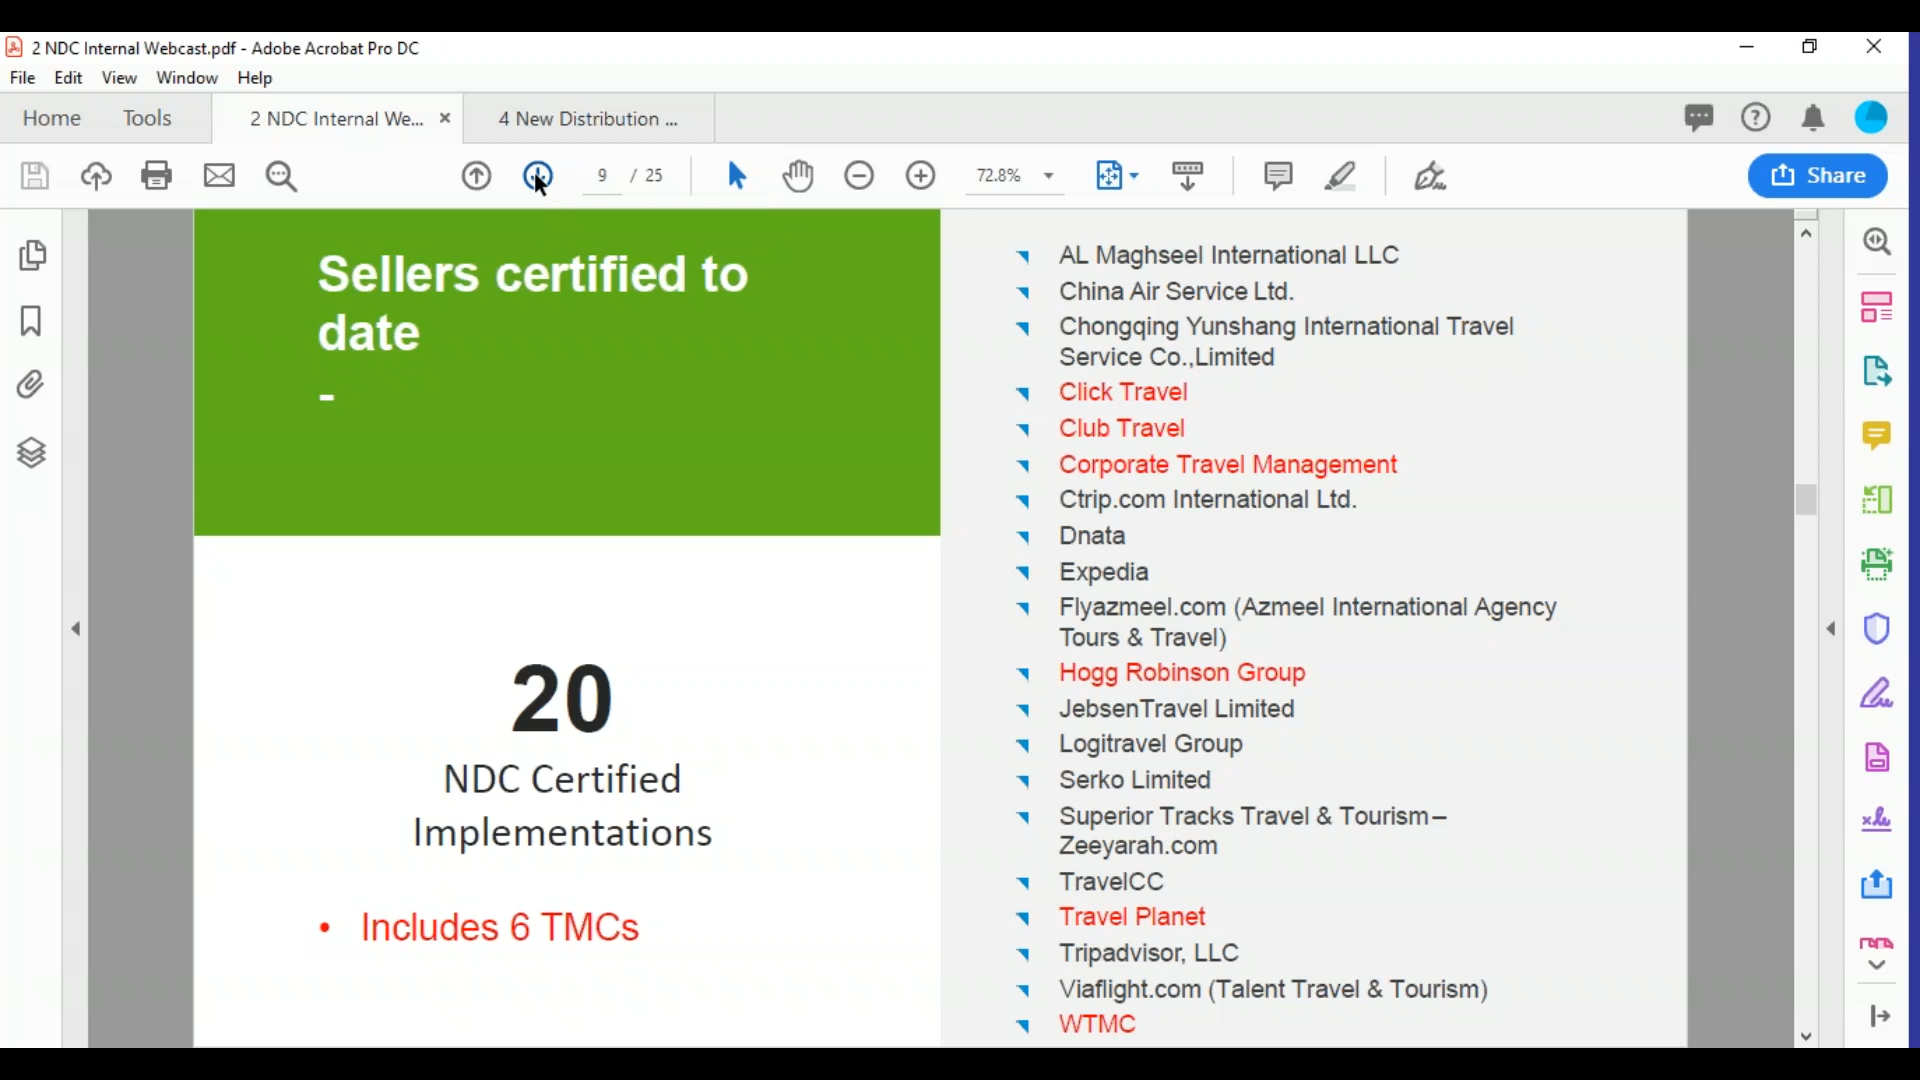 2 NDC Internal Webcast.pdf - Adobe Acrobat Pro DC
File Edit View Window Help
Home Tools 2 NDC Internal We... × 4 New Distribution ...
9 / 25 72.8% Share
Sellers certified to
date
-
20
NDC Certified
Implementations
• Includes 6 TMCs
AL Maghseel International LLC
China Air Service Ltd.
Chongqing Yunshang International Travel
Service Co.,Limited
Click Travel
Club Travel
Corporate Travel Management
Ctrip.com International Ltd.
Dnata
Expedia
Flyazmeel.com (Azmeel International Agency
Tours & Travel)
Hogg Robinson Group
JebsenTravel Limited
Logitravel Group
Serko Limited
Superior Tracks Travel & Tourism–
Zeeyarah.com
TravelCC
Travel Planet
Tripadvisor, LLC
Viaflight.com (Talent Travel & Tourism)
WTMC